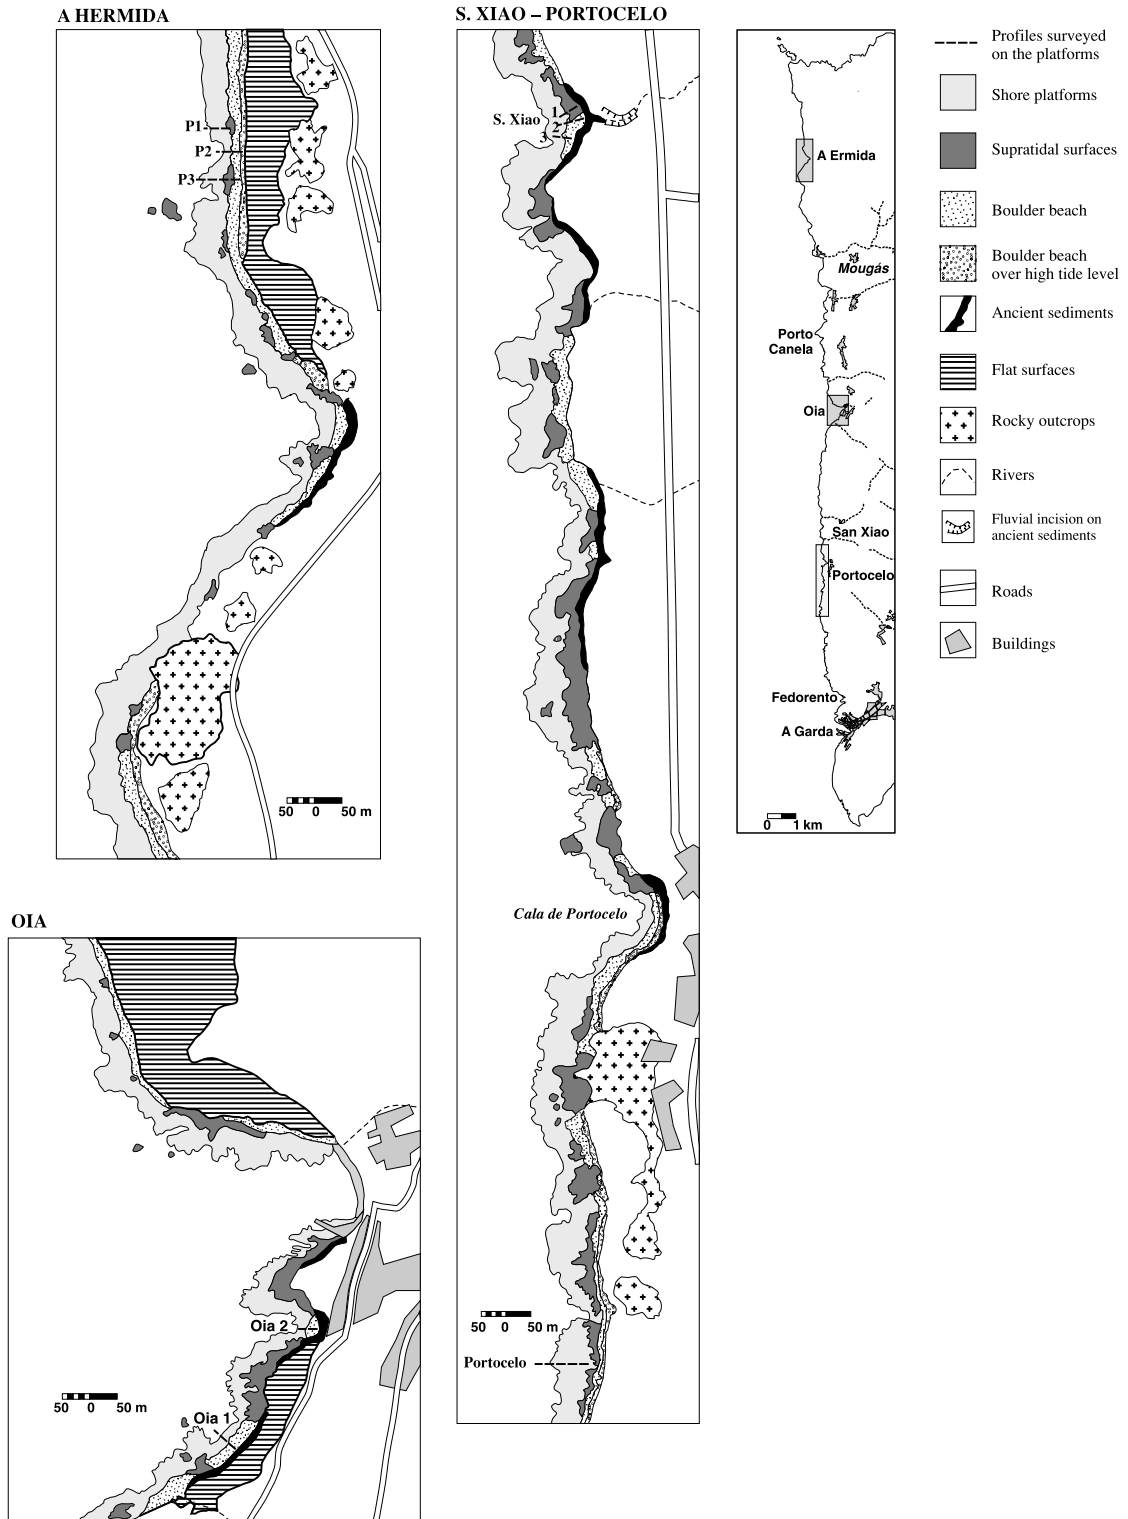 A HERMIDA
P1
P2
P3
50 0 50 m
S. XIAO – PORTOCELO
S. Xiao
1
2
3
Cala de Portocelo
50 0 50 m
Portocelo
OIA
Oia 2
Oia 1
50 0 50 m
A Ermida
Mougás
Porto
Canela
Oia
San Xiao
Portocelo
Fedorento
A Garda
0 1 km
Profiles surveyed
on the platforms
Shore platforms
Supratidal surfaces
Boulder beach
Boulder beach
over high tide level
Ancient sediments
Flat surfaces
Rocky outcrops
Rivers
Fluvial incision on
ancient sediments
Roads
Buildings